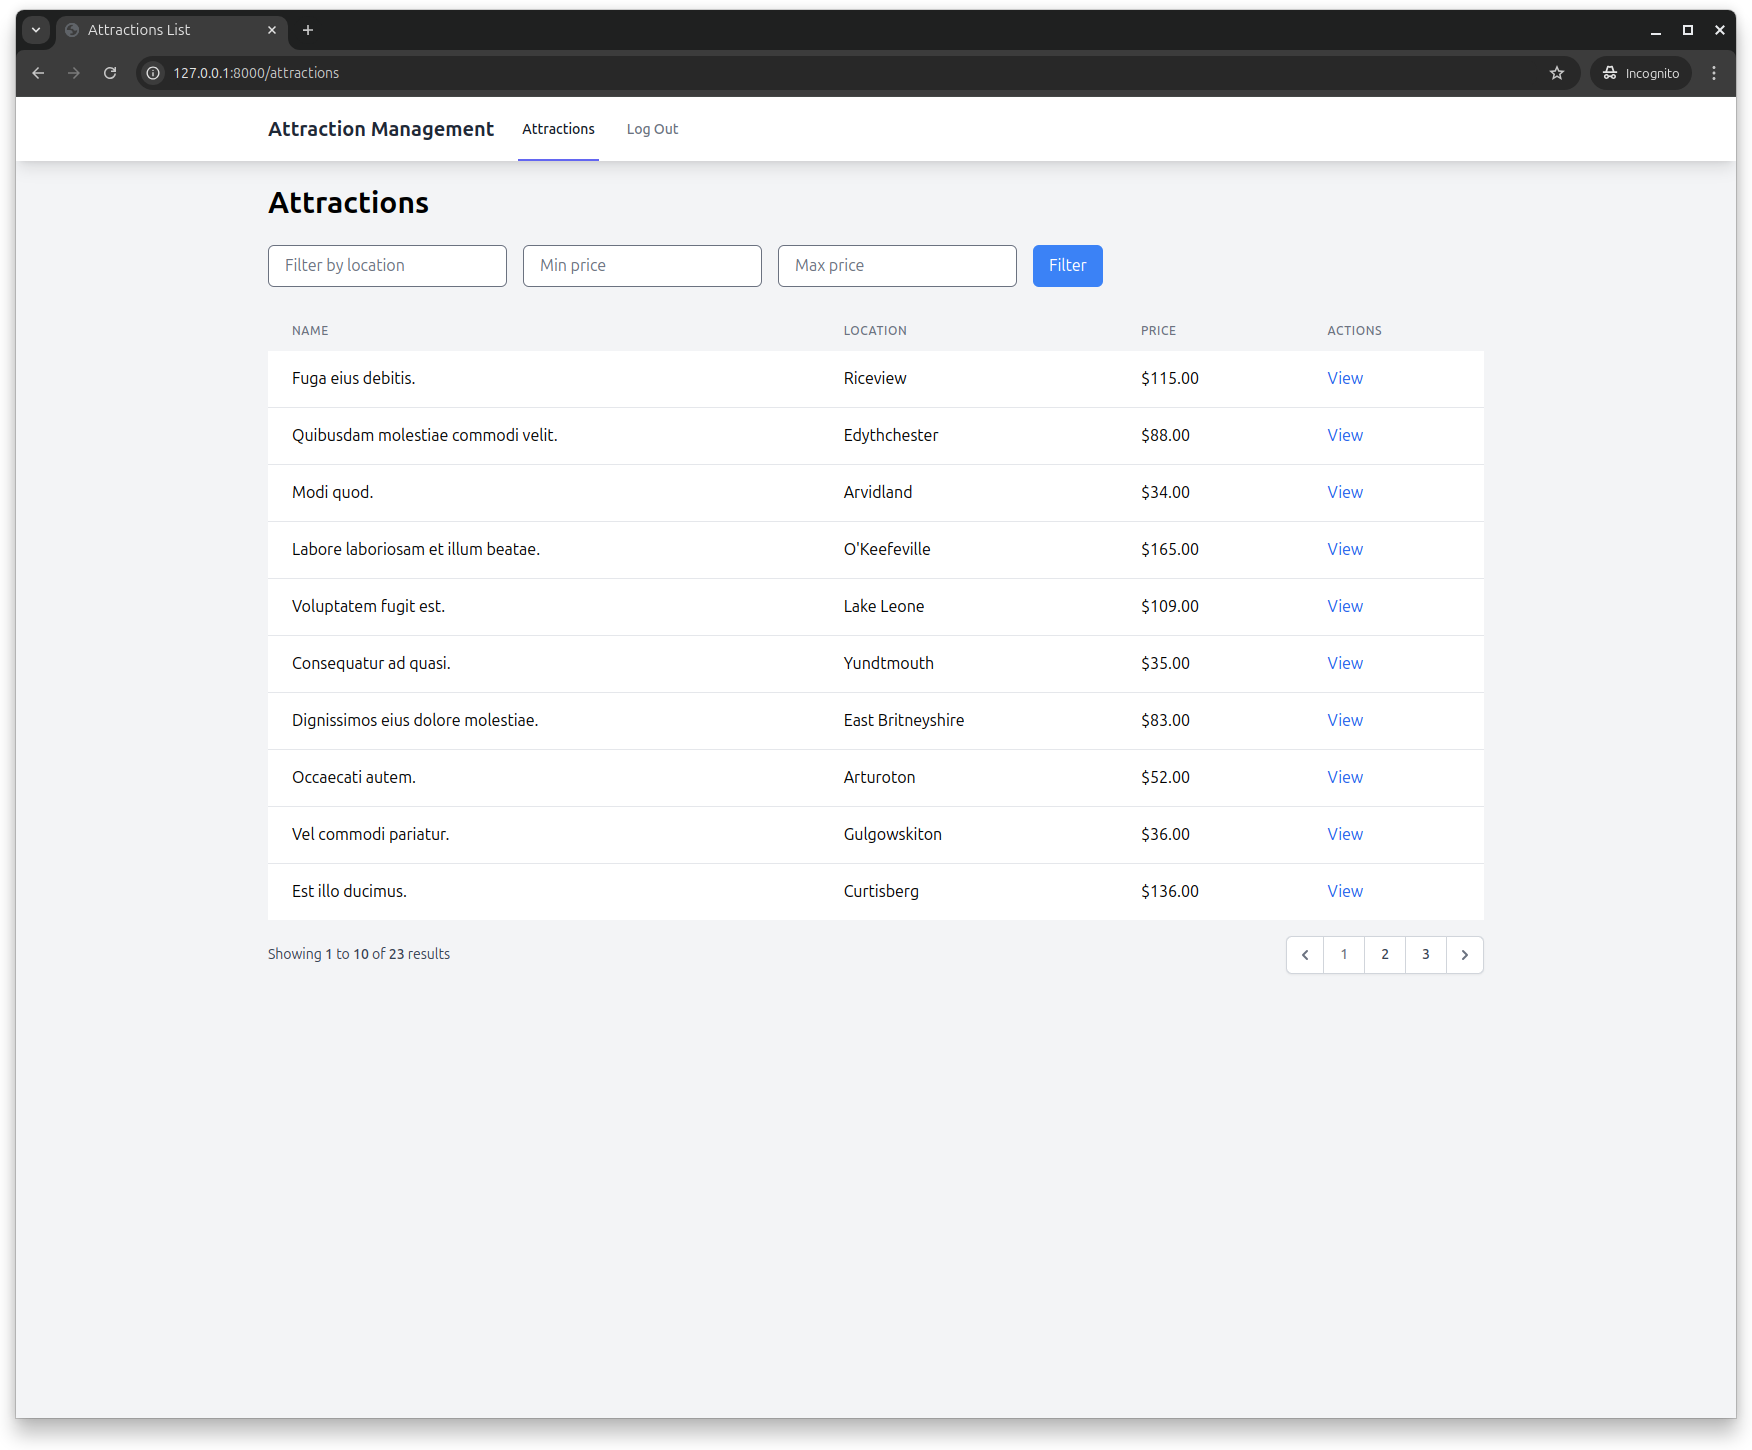 Attractions List
127.0.0.1:8000/attractions
Incognito
Attraction Management Attractions Log Out
Attractions
Filter by location Min price Max price Filter
NAME LOCATION PRICE ACTIONS
Fuga eius debitis. Riceview $115.00 View
Quibusdam molestiae commodi velit. Edythchester $88.00 View
Modi quod. Arvidland $34.00 View
Labore laboriosam et illum beatae. O'Keefeville $165.00 View
Voluptatem fugit est. Lake Leone $109.00 View
Consequatur ad quasi. Yundtmouth $35.00 View
Dignissimos eius dolore molestiae. East Britneyshire $83.00 View
Occaecati autem. Arturoton $52.00 View
Vel commodi pariatur. Gulgowskiton $36.00 View
Est illo ducimus. Curtisberg $136.00 View
Showing 1 to 10 of 23 results 1 2 3